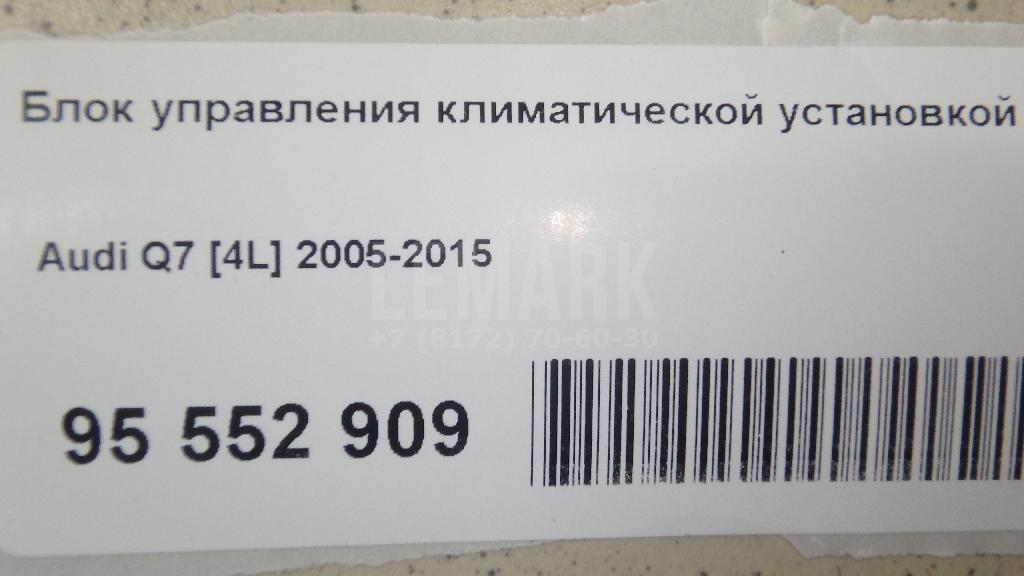 Блок управления климатической установкой
Audi Q7 [4L] 2005-2015
LEMARK
+7 (8172) 70-60-30
95 552 909